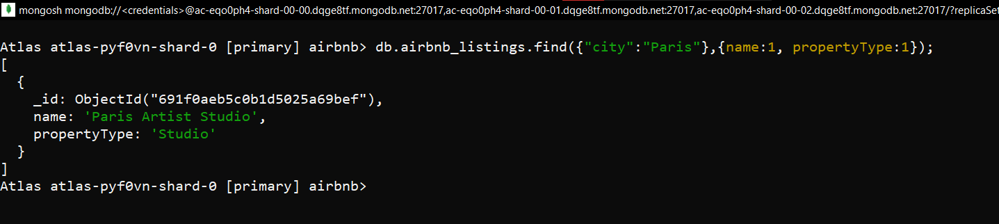 mongosh mongodb://<credentials>@ac-eqo0ph4-shard-00-00.dqge8tf.mongodb.net:27017,ac-eqo0ph4-shard-00-01.dqge8tf.mongodb.net:27017,ac-eqo0ph4-shard-00-02.dqge8tf.mongodb.net:27017/?replicaSet
Atlas atlas-pyf0vn-shard-0 [primary] airbnb> db.airbnb_listings.find({"city":"Paris"},{name:1, propertyType:1});
[
  {
    _id: ObjectId("691f0aeb5c0b1d5025a69bef"),
    name: 'Paris Artist Studio',
    propertyType: 'Studio'
  }
]
Atlas atlas-pyf0vn-shard-0 [primary] airbnb>